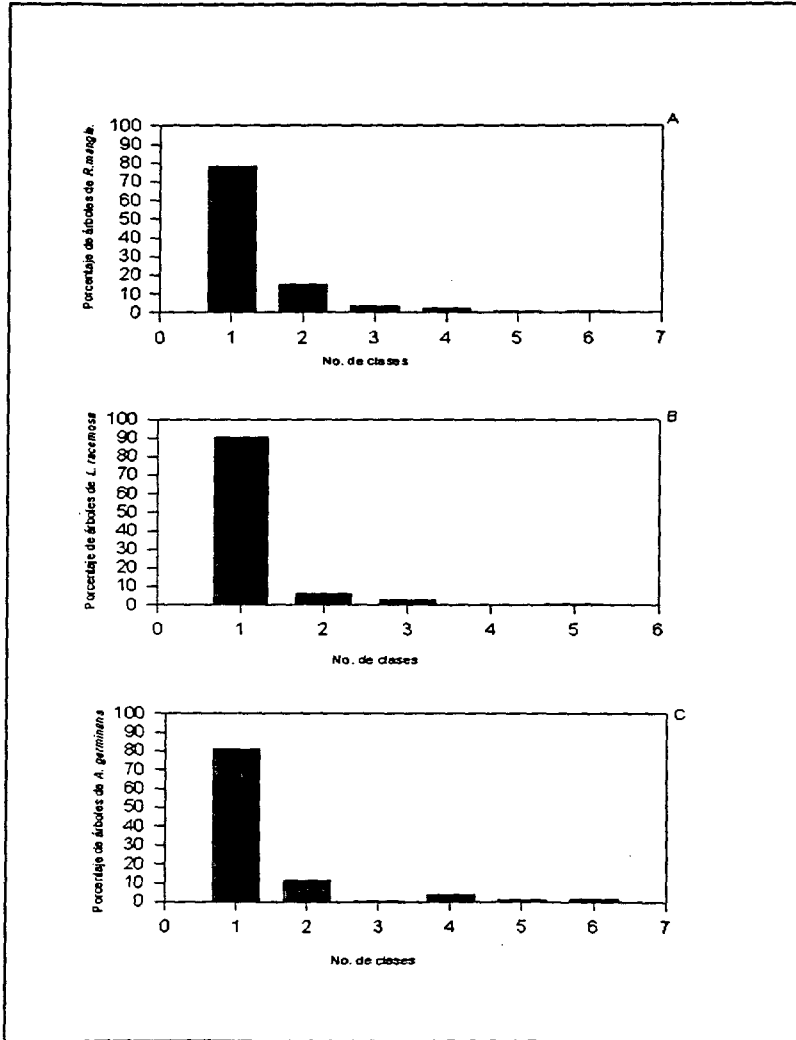 A
Porcentaje de árboles de R.mangle.
100
90
80
70
60
50
40
30
20
10
0
0 1 2 3 4 5 6 7
No. de clases
B
Porcentaje de árboles de L. racemosa
100
90
80
70
60
50
40
30
20
10
0
0 1 2 3 4 5 6
No. de clases
C
Porcentaje de árboles de A. germinans
100
90
80
70
60
50
40
30
20
10
0
0 1 2 3 4 5 6 7
No. de clases